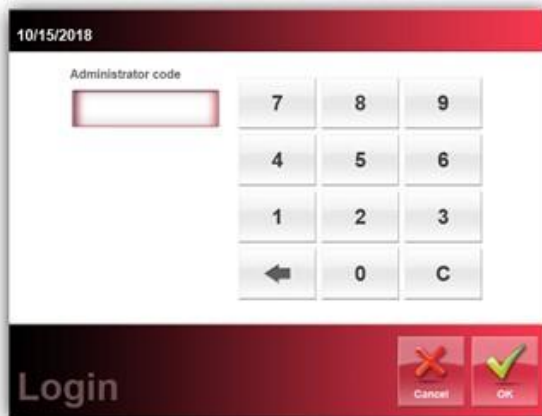 10/15/2018
Administrator code
7 8 9
4 5 6
1 2 3
0 C
Login
Cancel
OK